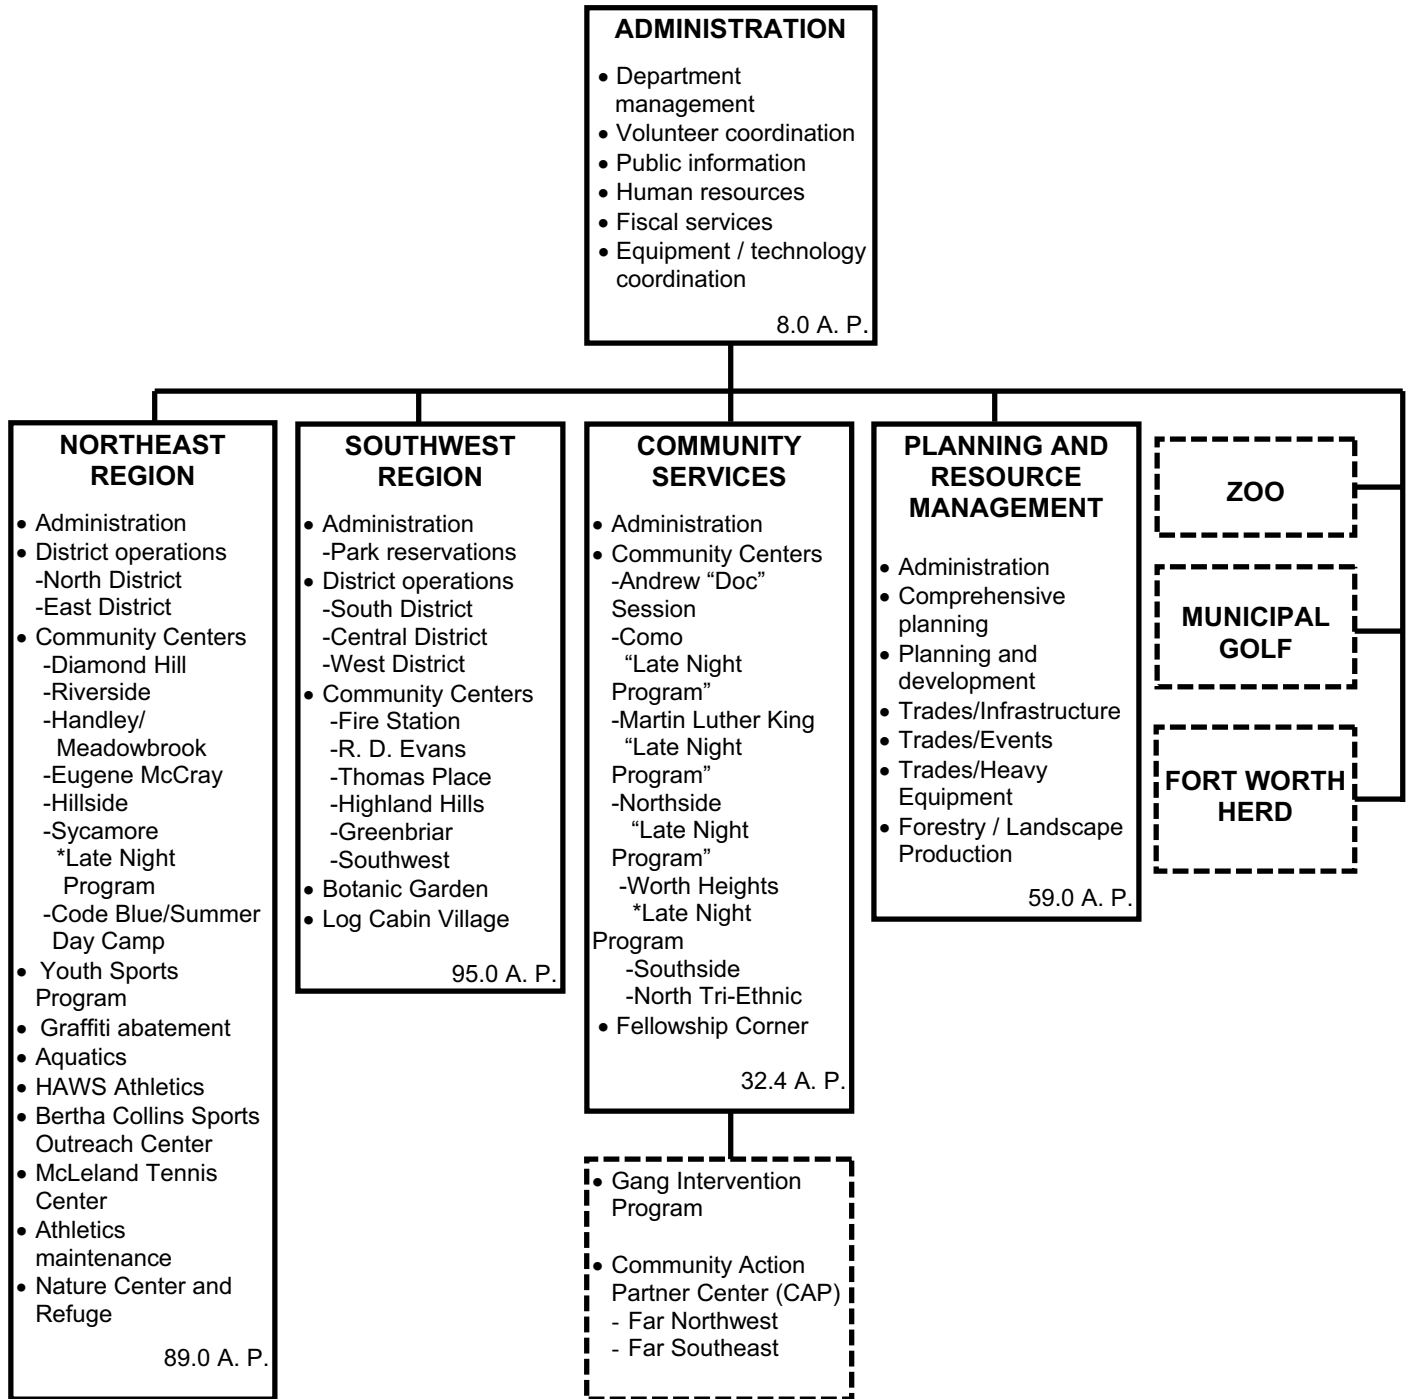 ADMINISTRATION
• Department
management
• Volunteer coordination
• Public information
• Human resources
• Fiscal services
• Equipment / technology
coordination
8.0 A. P.
NORTHEAST
REGION
• Administration
• District operations
-North District
-East District
• Community Centers
-Diamond Hill
-Riverside
-Handley/
Meadowbrook
-Eugene McCray
-Hillside
-Sycamore
*Late Night
Program
-Code Blue/Summer
Day Camp
• Youth Sports
Program
• Graffiti abatement
• Aquatics
• HAWS Athletics
• Bertha Collins Sports
Outreach Center
• McLeland Tennis
Center
• Athletics
maintenance
• Nature Center and
Refuge
89.0 A. P.
SOUTHWEST
REGION
• Administration
-Park reservations
• District operations
-South District
-Central District
-West District
• Community Centers
-Fire Station
-R. D. Evans
-Thomas Place
-Highland Hills
-Greenbriar
-Southwest
• Botanic Garden
• Log Cabin Village
95.0 A. P.
COMMUNITY
SERVICES
• Administration
• Community Centers
-Andrew “Doc”
Session
-Como
“Late Night
Program”
-Martin Luther King
“Late Night
Program”
-Northside
“Late Night
Program”
-Worth Heights
*Late Night
Program
-Southside
-North Tri-Ethnic
• Fellowship Corner
32.4 A. P.
• Gang Intervention
Program
• Community Action
Partner Center (CAP)
- Far Northwest
- Far Southeast
PLANNING AND
RESOURCE
MANAGEMENT
• Administration
• Comprehensive
planning
• Planning and
development
• Trades/Infrastructure
• Trades/Events
• Trades/Heavy
Equipment
• Forestry / Landscape
Production
59.0 A. P.
ZOO
MUNICIPAL
GOLF
FORT WORTH
HERD